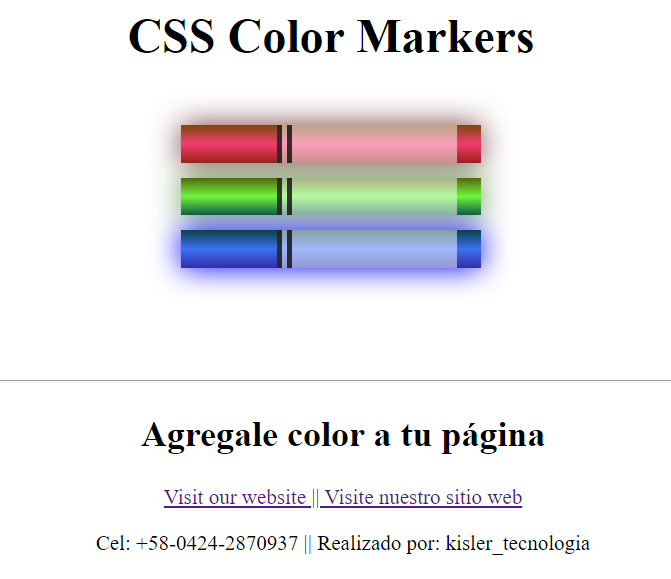 CSS Color Markers
Agregale color a tu página
Visit our website || Visite nuestro sitio web
Cel: +58-0424-2870937 || Realizado por: kisler_tecnologia